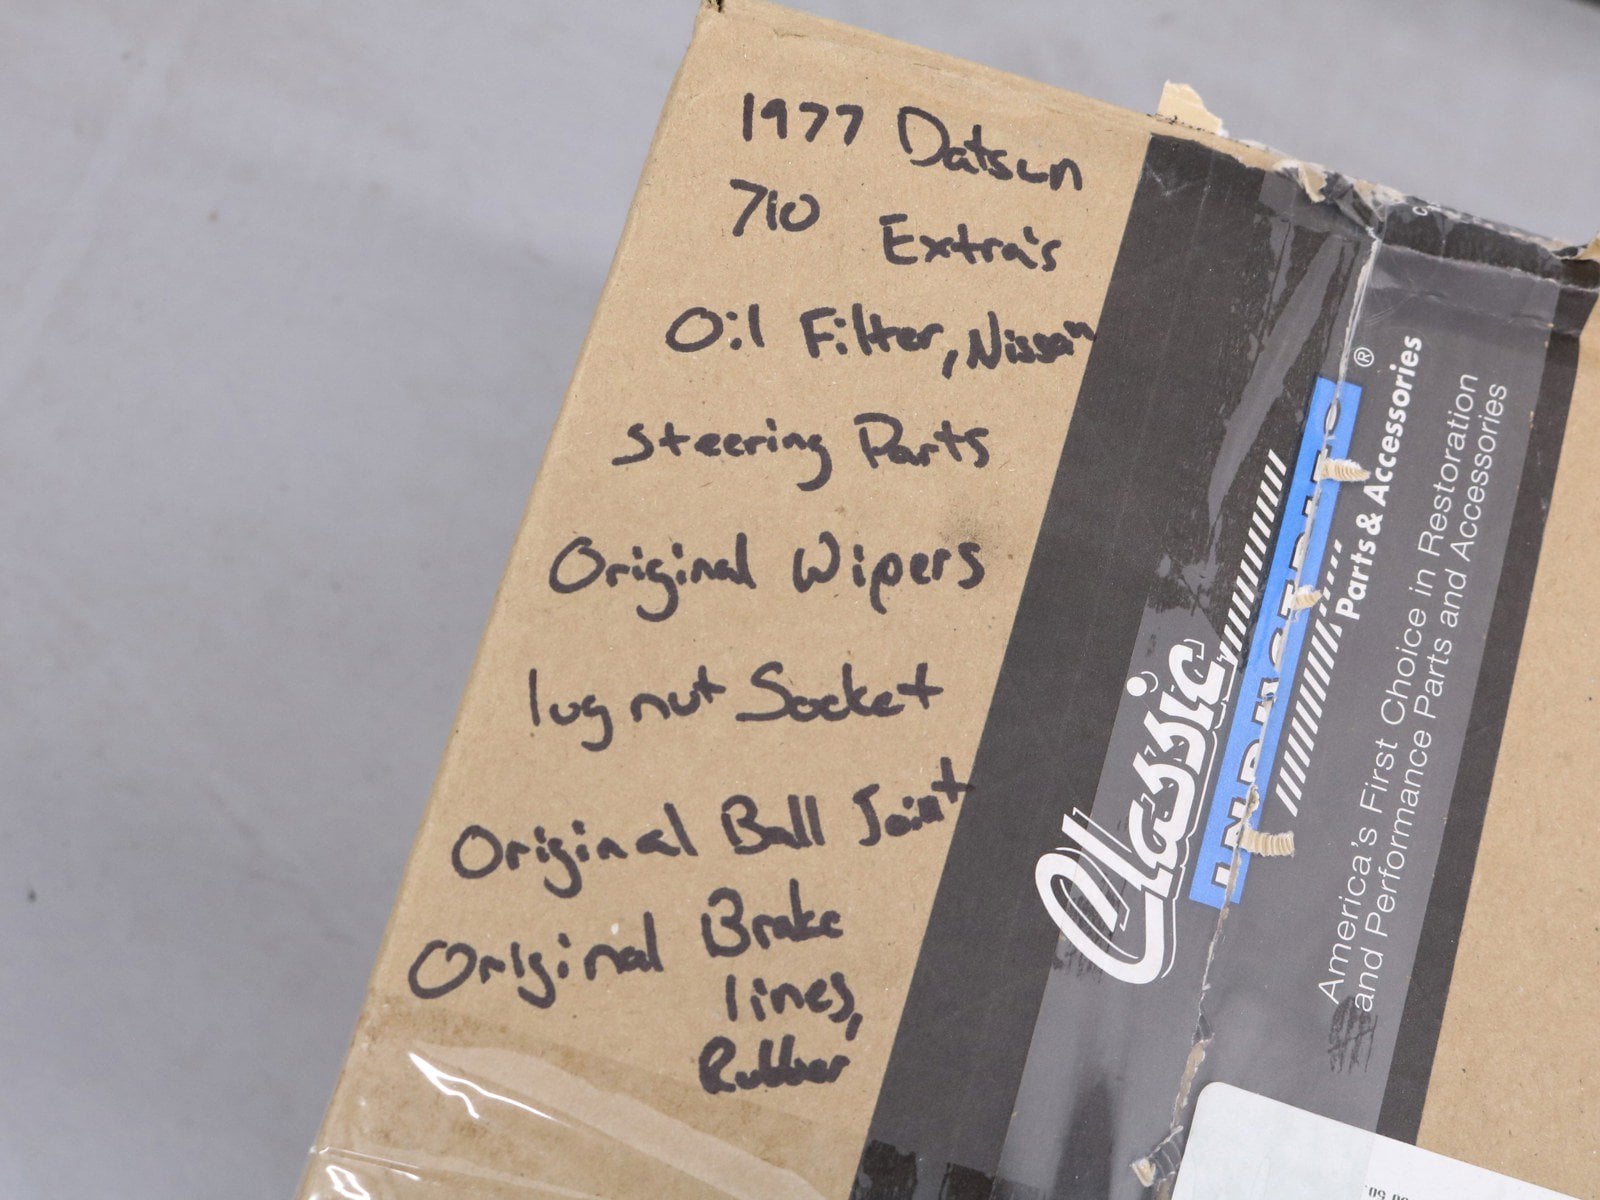 1977 Datsun
710 Extra's
Oil Filter, Nissan
Steering Parts
Original Wipers
lug nut Socket
Original Ball Joint
Original Brake
lines,
Rubber
Classic
INDUSTRIES
®
Parts & Accessories
America's First Choice in Restoration
and Performance Parts and Accessories